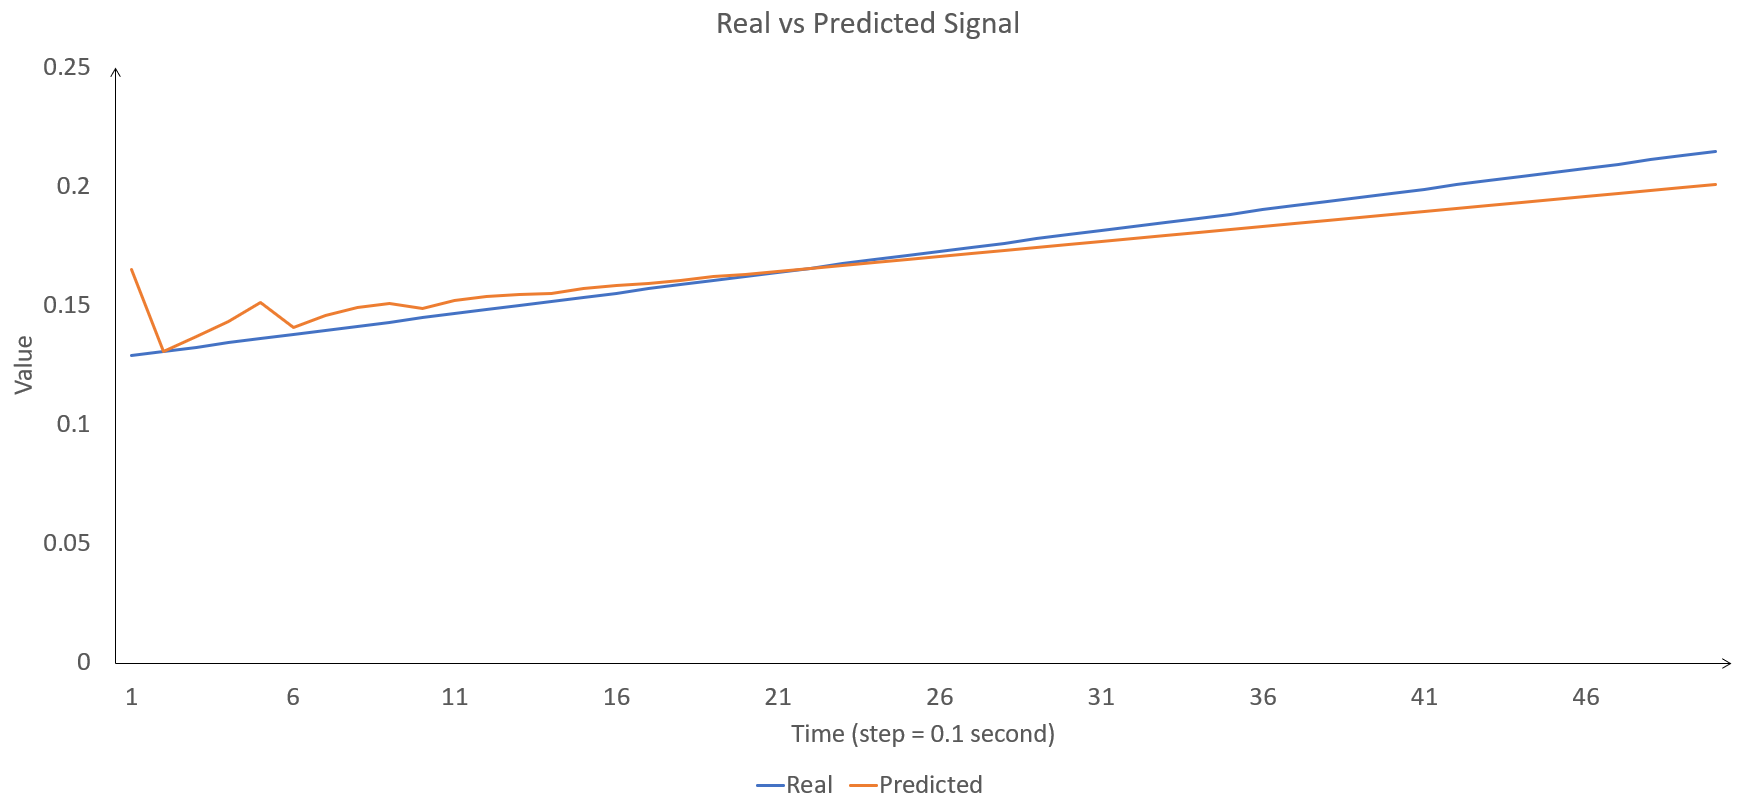 Real vs Predicted Signal
0.25
0.2
0.15
0.1
0.05
0
Value
1 6 11 16 21 26 31 36 41 46
Time (step = 0.1 second)
Real Predicted